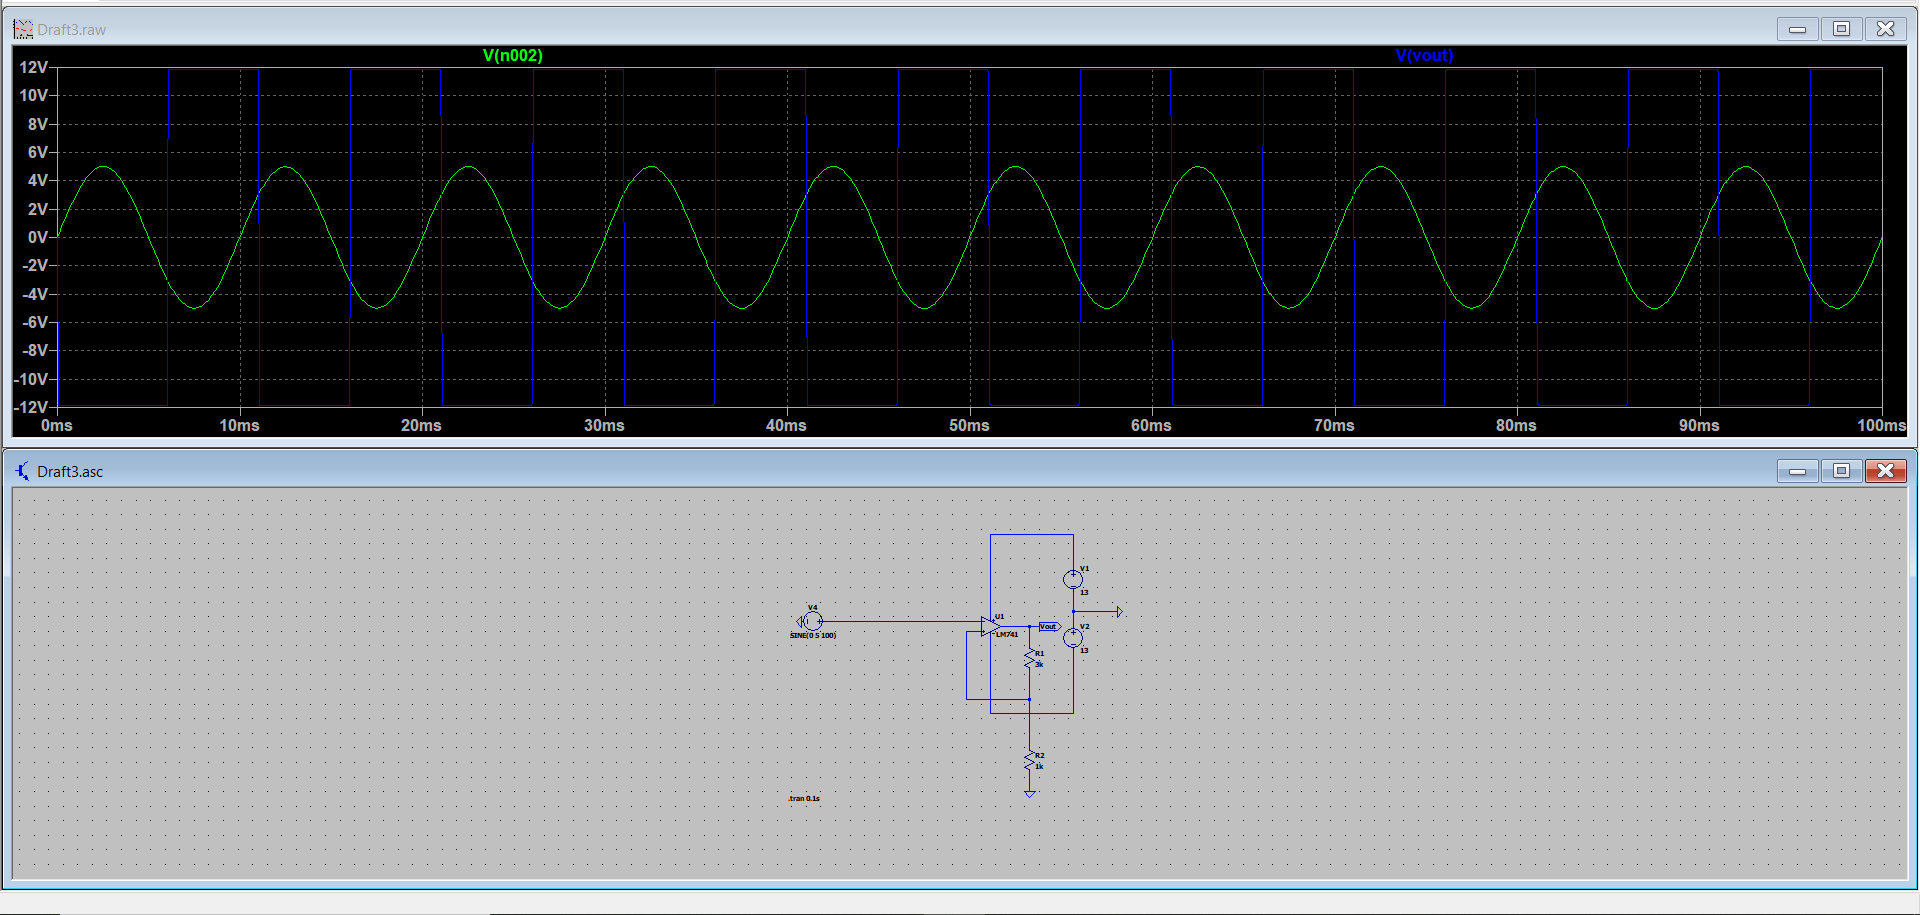 Draft3.raw
V(n002) V(vout)
12V
10V
8V
6V
4V
2V
0V
-2V
-4V
-6V
-8V
-10V
-12V
0ms 10ms 20ms 30ms 40ms 50ms 60ms 70ms 80ms 90ms 100ms
Draft3.asc
V1
13
V4
SINE(0 5 100)
U1
LM741
Vout
V2
13
R1
3k
R2
1k
.tran 0.1s